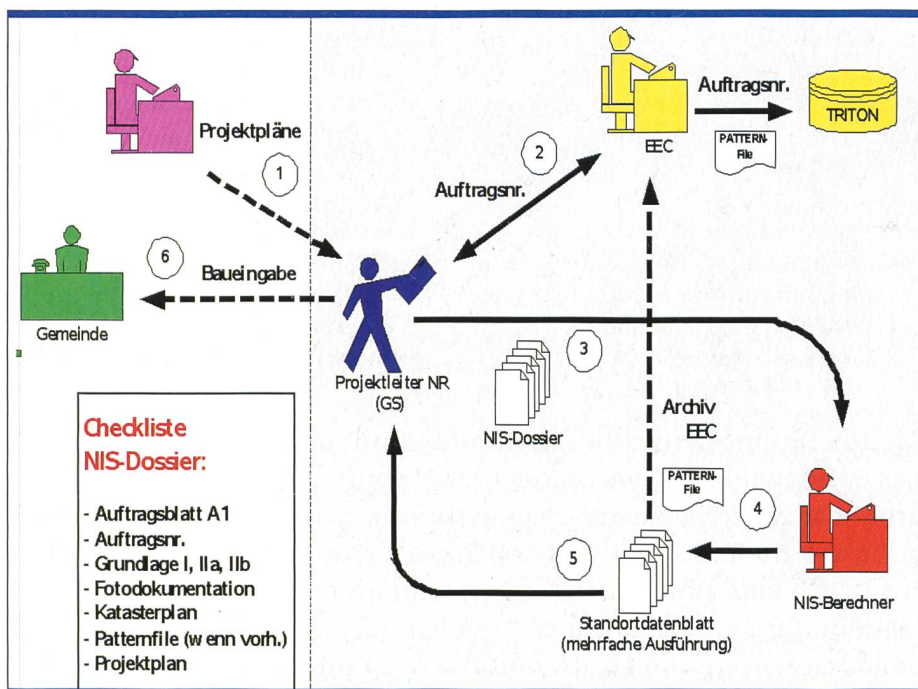 Projektpläne
1
2
Auftragsnr.
EEC
Auftragsnr.
PATTERN-
File
TRITON
6
Baueingabe
Gemeinde
Projektleiter NR
(GS)
3
NIS-Dossier
Archiv
EEC
PATTERN-
File
4
NIS-Berechner
5
Standortdatenblatt
(mehrfache Ausführung)
Checkliste
NIS-Dossier:
- Auftragsblatt A1
- Auftragsnr.
- Grundlage I, IIa, IIb
- Fotodokumentation
- Katasterplan
- Patternfile (wenn vorh.)
- Projektplan